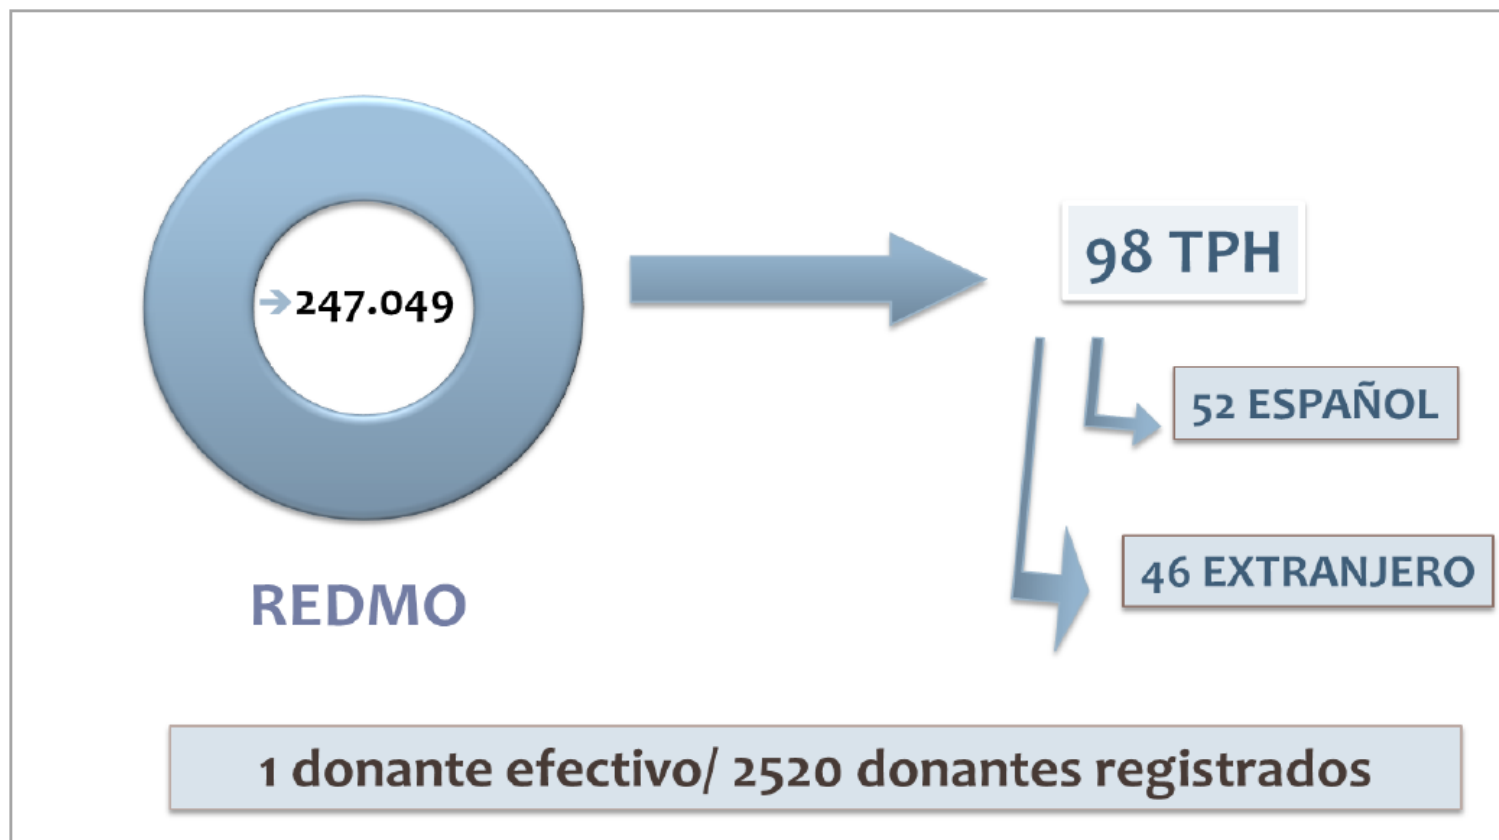 ➔247.049
REDMO
98 TPH
52 ESPAÑOL
46 EXTRANJERO
1 donante efectivo/ 2520 donantes registrados